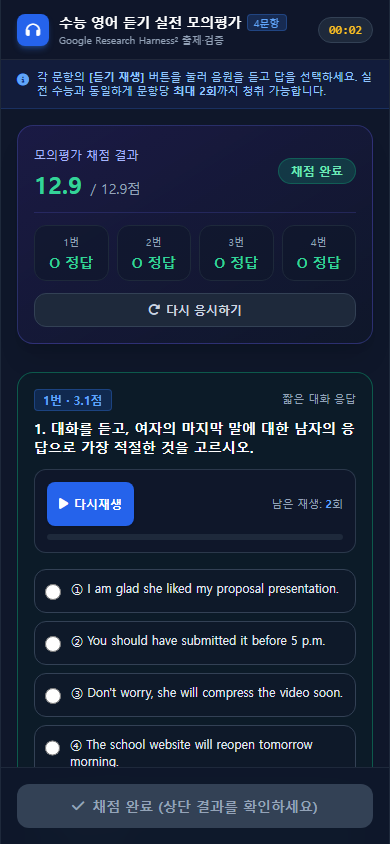 수능 영어 듣기 실전 모의평가 4문항
Google Research Harness² 출제·검증
00:02
각 문항의 [듣기 재생] 버튼을 눌러 음원을 듣고 답을 선택하세요. 실
전 수능과 동일하게 문항당 최대 2회까지 청취 가능합니다.
모의평가 채점 결과
12.9 / 12.9점
채점 완료
1번 2번 3번 4번
O 정답 O 정답 O 정답 O 정답
다시 응시하기
1번 · 3.1점
짧은 대화 응답
1. 대화를 듣고, 여자의 마지막 말에 대한 남자의 응
답으로 가장 적절한 것을 고르시오.
다시재생
남은 재생: 2회
① I am glad she liked my proposal presentation.
② You should have submitted it before 5 p.m.
③ Don't worry, she will compress the video soon.
④ The school website will reopen tomorrow
morning.
채점 완료 (상단 결과를 확인하세요)